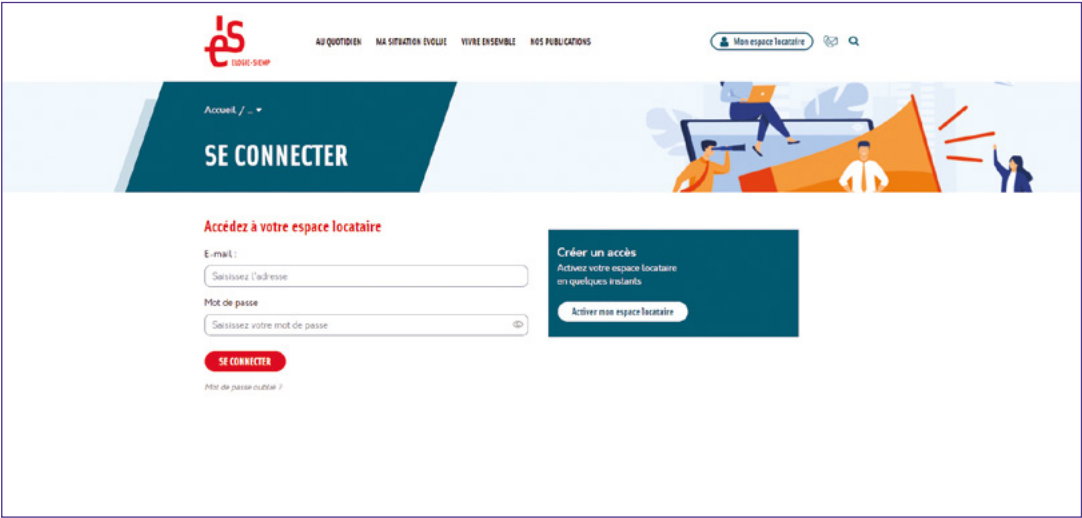 ÉS
ELOGIE-SIEMP
AU QUOTIDIEN MA SITUATION ÉVOLUE VIVRE ENSEMBLE NOS PUBLICATIONS
Mon espace locataire
Accueil / ...
SE CONNECTER
Accédez à votre espace locataire
E-mail :
Saisissez l'adresse
Mot de passe
Saisissez votre mot de passe
SE CONNECTER
Mot de passe oublié ?
Créer un accès
Activez votre espace locataire
en quelques instants
Activer mon espace locataire